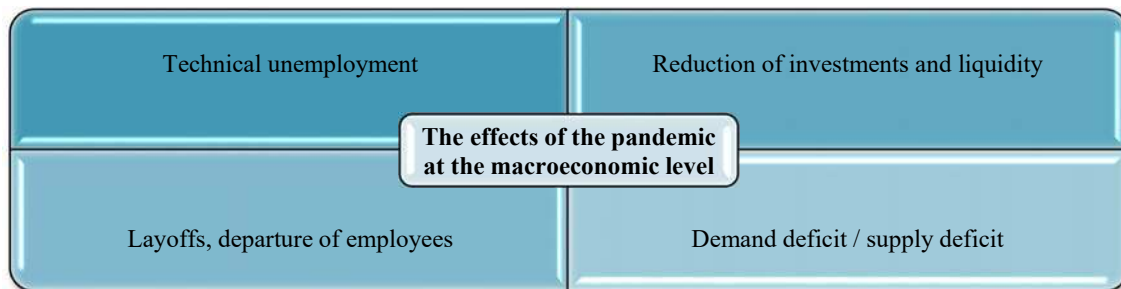 Technical unemployment
Reduction of investments and liquidity
The effects of the pandemic
at the macroeconomic level
Layoffs, departure of employees
Demand deficit / supply deficit